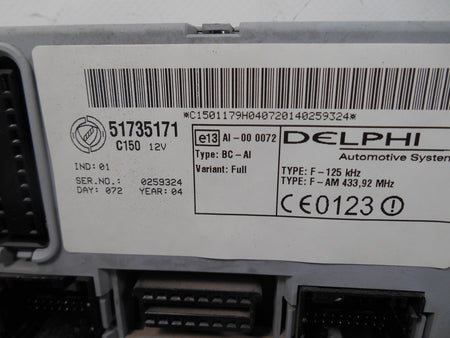 *C1501179H040720140259324*
51735171
C150 12V
IND: 01
SER.NO.: 0259324
DAY: 072 YEAR: 04
e13 AI-00 0072
Type: BC-AI
Variant: Full
DELPHI
Automotive System
TYPE: F-125 kHz
TYPE: F-AM 433,92 MHz
CE0123